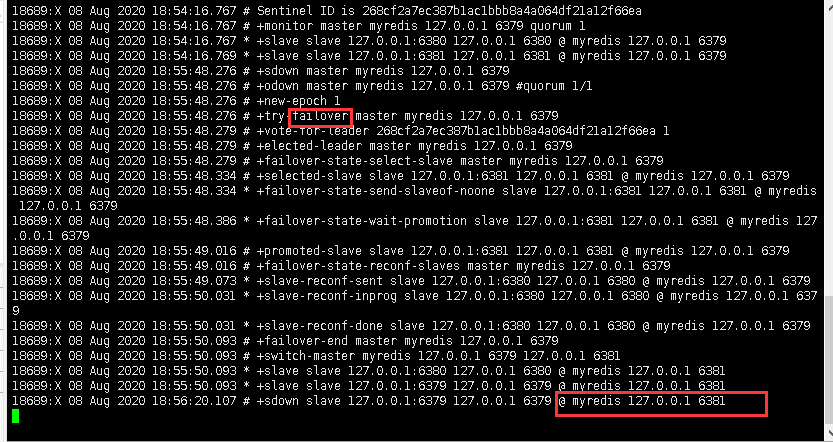 18689:X 08 Aug 2020 18:54:16.767 # Sentinel ID is 268cf2a7ec387b1ac1bbb8a4a064df21a12f66ea
18689:X 08 Aug 2020 18:54:16.767 # +monitor master myredis 127.0.0.1 6379 quorum 1
18689:X 08 Aug 2020 18:54:16.767 * +slave slave 127.0.0.1:6380 127.0.0.1 6380 @ myredis 127.0.0.1 6379
18689:X 08 Aug 2020 18:54:16.769 * +slave slave 127.0.0.1:6381 127.0.0.1 6381 @ myredis 127.0.0.1 6379
18689:X 08 Aug 2020 18:55:48.276 # +sdown master myredis 127.0.0.1 6379
18689:X 08 Aug 2020 18:55:48.276 # +odown master myredis 127.0.0.1 6379 #quorum 1/1
18689:X 08 Aug 2020 18:55:48.276 # +new-epoch 1
18689:X 08 Aug 2020 18:55:48.276 # +try-failover master myredis 127.0.0.1 6379
18689:X 08 Aug 2020 18:55:48.279 # +vote-for-leader 268cf2a7ec387b1ac1bbb8a4a064df21a12f66ea 1
18689:X 08 Aug 2020 18:55:48.279 # +elected-leader master myredis 127.0.0.1 6379
18689:X 08 Aug 2020 18:55:48.279 # +failover-state-select-slave master myredis 127.0.0.1 6379
18689:X 08 Aug 2020 18:55:48.334 # +selected-slave slave 127.0.0.1:6381 127.0.0.1 6381 @ myredis 127.0.0.1 6379
18689:X 08 Aug 2020 18:55:48.334 * +failover-state-send-slaveof-noone slave 127.0.0.1:6381 127.0.0.1 6381 @ myredis
127.0.0.1 6379
18689:X 08 Aug 2020 18:55:48.386 * +failover-state-wait-promotion slave 127.0.0.1:6381 127.0.0.1 6381 @ myredis 127
.0.0.1 6379
18689:X 08 Aug 2020 18:55:49.016 # +promoted-slave slave 127.0.0.1:6381 127.0.0.1 6381 @ myredis 127.0.0.1 6379
18689:X 08 Aug 2020 18:55:49.016 # +failover-state-reconf-slaves master myredis 127.0.0.1 6379
18689:X 08 Aug 2020 18:55:49.073 * +slave-reconf-sent slave 127.0.0.1:6380 127.0.0.1 6380 @ myredis 127.0.0.1 6379
18689:X 08 Aug 2020 18:55:50.031 * +slave-reconf-inprog slave 127.0.0.1:6380 127.0.0.1 6380 @ myredis 127.0.0.1 637
9
18689:X 08 Aug 2020 18:55:50.031 * +slave-reconf-done slave 127.0.0.1:6380 127.0.0.1 6380 @ myredis 127.0.0.1 6379
18689:X 08 Aug 2020 18:55:50.093 # +failover-end master myredis 127.0.0.1 6379
18689:X 08 Aug 2020 18:55:50.093 # +switch-master myredis 127.0.0.1 6379 127.0.0.1 6381
18689:X 08 Aug 2020 18:55:50.093 * +slave slave 127.0.0.1:6380 127.0.0.1 6380 @ myredis 127.0.0.1 6381
18689:X 08 Aug 2020 18:55:50.093 * +slave slave 127.0.0.1:6379 127.0.0.1 6379 @ myredis 127.0.0.1 6381
18689:X 08 Aug 2020 18:56:20.107 # +sdown slave 127.0.0.1:6379 127.0.0.1 6379 @ myredis 127.0.0.1 6381